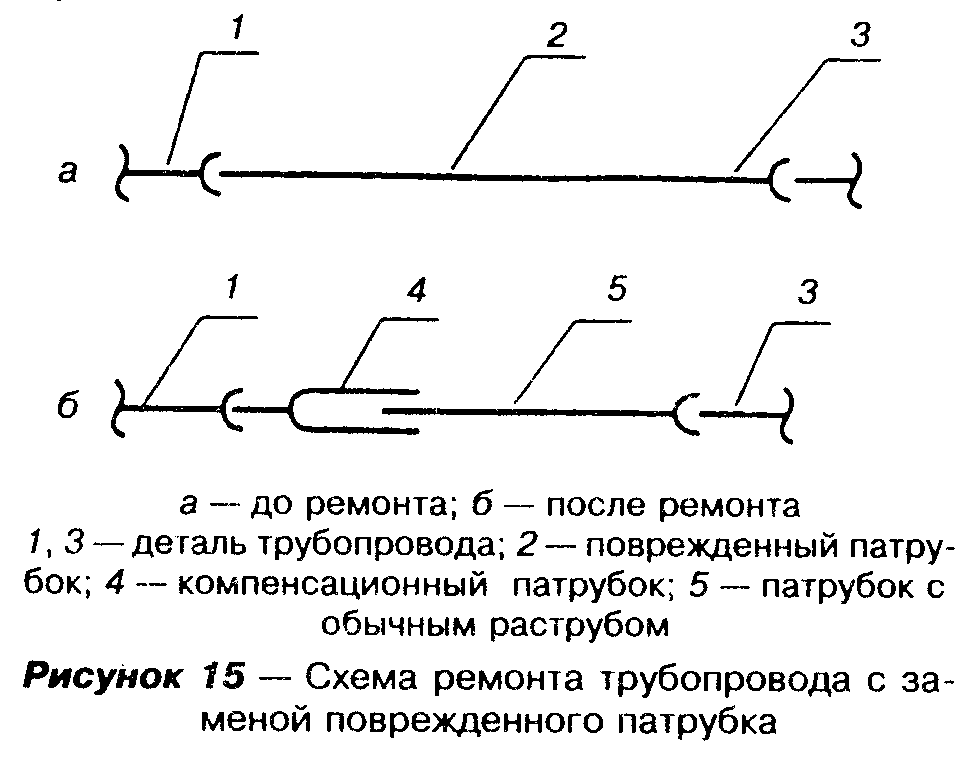 1 2 3
а
1 4 5 3
б
а — до ремонта; б — после ремонта
1, 3 — деталь трубопровода; 2 — поврежденный патру-
бок; 4 — компенсационный патрубок; 5 — патрубок с
обычным раструбом
Рисунок 15 — Схема ремонта трубопровода с за-
меной поврежденного патрубка